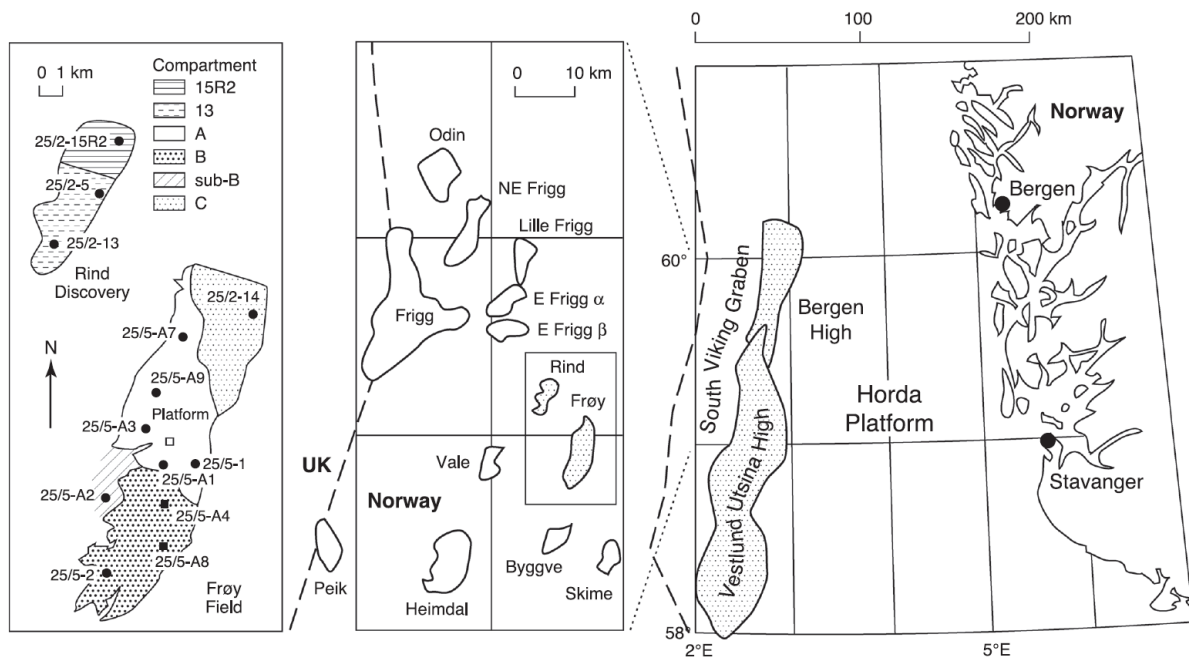 0 1 km
Compartment
15R2
13
A
B
sub-B
C
25/2-15R2
25/2-5
25/2-13
Rind
Discovery
25/2-14
25/5-A7
N
25/5-A9
Platform
25/5-A3
25/5-1
25/5-A1
25/5-A2
25/5-A4
25/5-A8
25/5-2
Frøy
Field
0 10 km
Odin
NE Frigg
Lille Frigg
Frigg
E Frigg α
E Frigg β
Rind
Frøy
UK
Vale
Norway
Peik
Heimdal
Byggve
Skime
0 100 200 km
Norway
Bergen
60°
South Viking Graben
Bergen
High
Horda
Platform
Vestlund Utsina High
Stavanger
58°
2°E 5°E